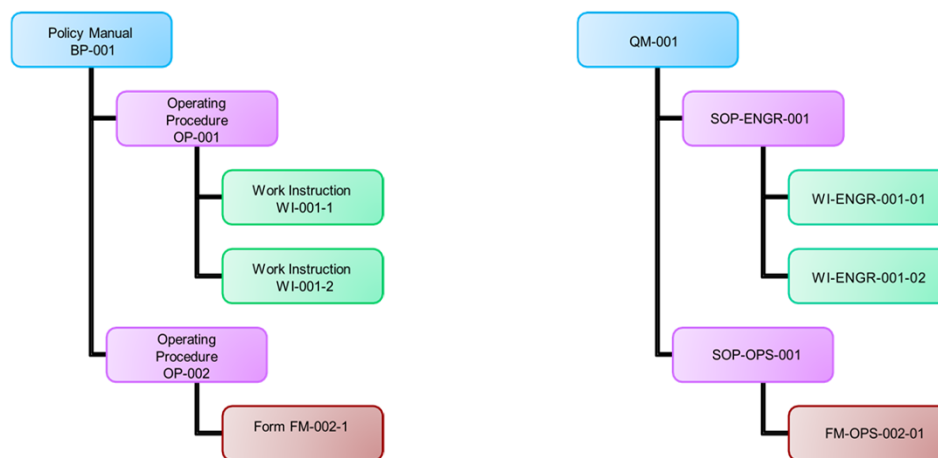 Policy Manual
BP-001
Operating
Procedure
OP-001
Work Instruction
WI-001-1
Work Instruction
WI-001-2
Operating
Procedure
OP-002
Form FM-002-1
QM-001
SOP-ENGR-001
WI-ENGR-001-01
WI-ENGR-001-02
SOP-OPS-001
FM-OPS-002-01